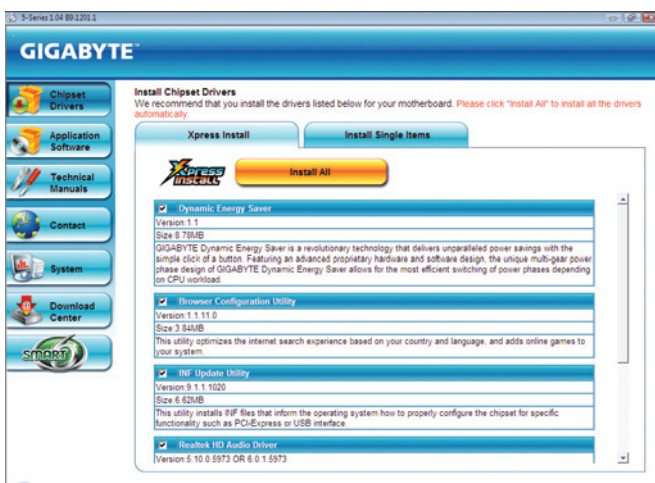 5-Series 1.04 B9.1201.1
GIGABYTE™
Chipset
Drivers
Application
Software
Technical
Manuals
Contact
System
Download
Center
SMART
Install Chipset Drivers
We recommend that you install the drivers listed below for your motherboard. Please click "Install All" to install all the drivers
automatically.
Xpress Install
Install Single Items
Xpress
INSTALL
Install All
Dynamic Energy Saver
Version:1.1
Size:8.78MB
GIGABYTE Dynamic Energy Saver is a revolutionary technology that delivers unparalleled power savings with the
simple click of a button. Featuring an advanced proprietary hardware and software design, the unique multi-gear power
phase design of GIGABYTE Dynamic Energy Saver allows for the most efficient switching of power phases depending
on CPU workload.
Browser Configuration Utility
Version:1.1.11.0
Size:3.84MB
This utility optimizes the internet search experience based on your country and language, and adds online games to
your system.
INF Update Utility
Version:9.1.1.1020
Size:6.62MB
This utility installs INF files that inform the operating system how to properly configure the chipset for specific
functionality such as PCI-Express or USB interface.
Realtek HD Audio Driver
Version:5.10.0.5973 OR 6.0.1.5973